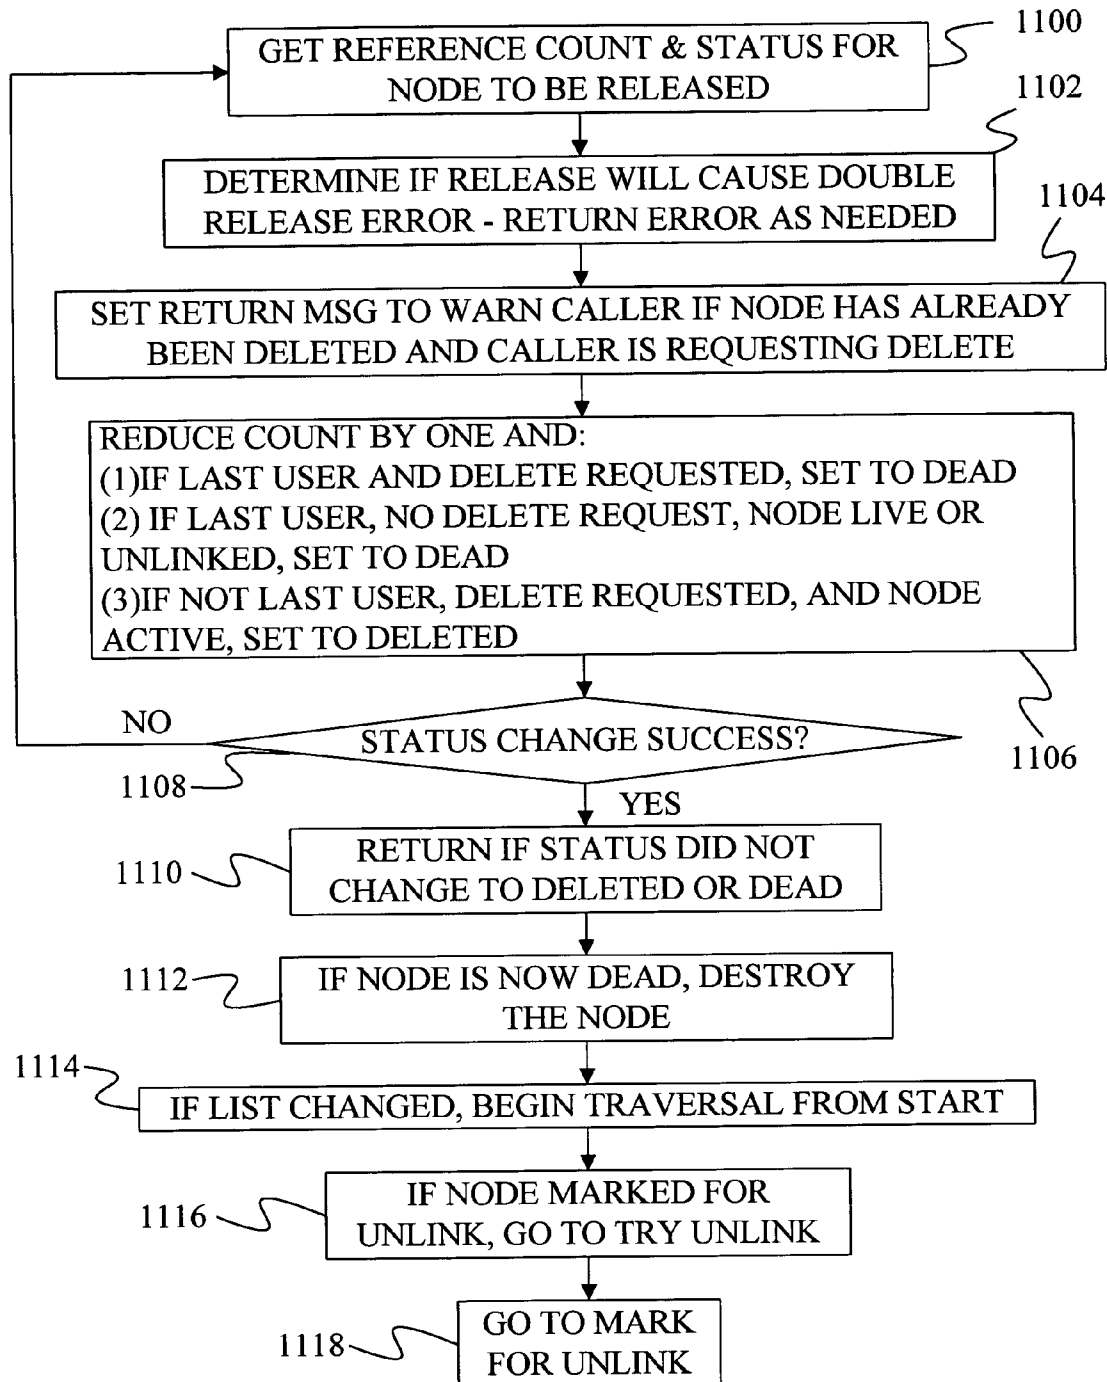 1100
GET REFERENCE COUNT & STATUS FOR
NODE TO BE RELEASED
1102
DETERMINE IF RELEASE WILL CAUSE DOUBLE
RELEASE ERROR - RETURN ERROR AS NEEDED
1104
SET RETURN MSG TO WARN CALLER IF NODE HAS ALREADY
BEEN DELETED AND CALLER IS REQUESTING DELETE
REDUCE COUNT BY ONE AND:
(1)IF LAST USER AND DELETE REQUESTED, SET TO DEAD
(2) IF LAST USER, NO DELETE REQUEST, NODE LIVE OR
UNLINKED, SET TO DEAD
(3)IF NOT LAST USER, DELETE REQUESTED, AND NODE
ACTIVE, SET TO DELETED
1106
NO
STATUS CHANGE SUCCESS?
1108
YES
RETURN IF STATUS DID NOT
CHANGE TO DELETED OR DEAD
1110
IF NODE IS NOW DEAD, DESTROY
THE NODE
1112
1114
IF LIST CHANGED, BEGIN TRAVERSAL FROM START
IF NODE MARKED FOR
UNLINK, GO TO TRY UNLINK
1116
GO TO MARK
FOR UNLINK
1118